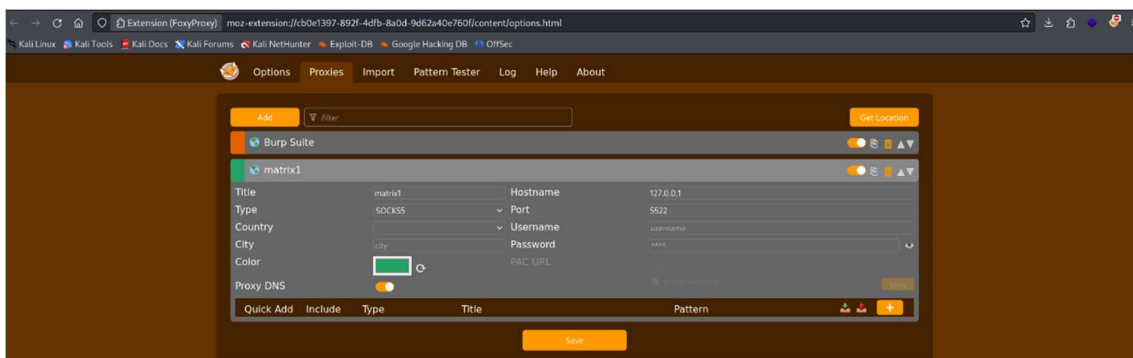 Extension (FoxyProxy) moz-extension://cb0e1397-892f-4dfb-8a0d-9d62a40e760f/content/options.html
Kali Linux Kali Tools Kali Docs Kali Forums Kali NetHunter Exploit-DB Google Hacking DB OffSec
Options Proxies Import Pattern Tester Log Help About
Add filter Get Location
Burp Suite
matrix1
Title matrix1 Hostname 127.0.0.1
Type SOCKS5 Port 5522
Country Username username
City city Password ****
Color PAC URL
Proxy DNS View
Quick Add Include Type Title Pattern
Save